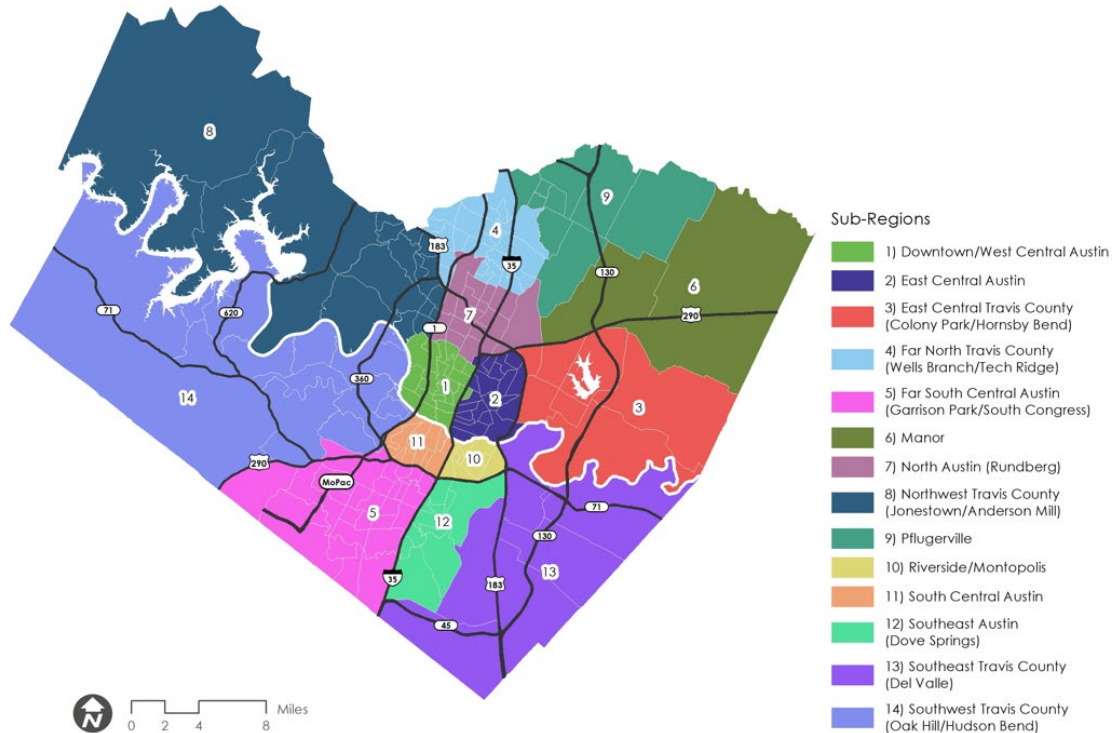 8
9
4
183
35
130
6
7
290
71
620
1
360
1
2
3
14
11
10
290
MoPac
5
12
71
130
13
35
183
45
N
0 2 4 8
Miles
Sub-Regions
1) Downtown/West Central Austin
2) East Central Austin
3) East Central Travis County
(Colony Park/Hornsby Bend)
4) Far North Travis County
(Wells Branch/Tech Ridge)
5) Far South Central Austin
(Garrison Park/South Congress)
6) Manor
7) North Austin (Rundberg)
8) Northwest Travis County
(Jonestown/Anderson Mill)
9) Pflugerville
10) Riverside/Montopolis
11) South Central Austin
12) Southeast Austin
(Dove Springs)
13) Southeast Travis County
(Del Valle)
14) Southwest Travis County
(Oak Hill/Hudson Bend)